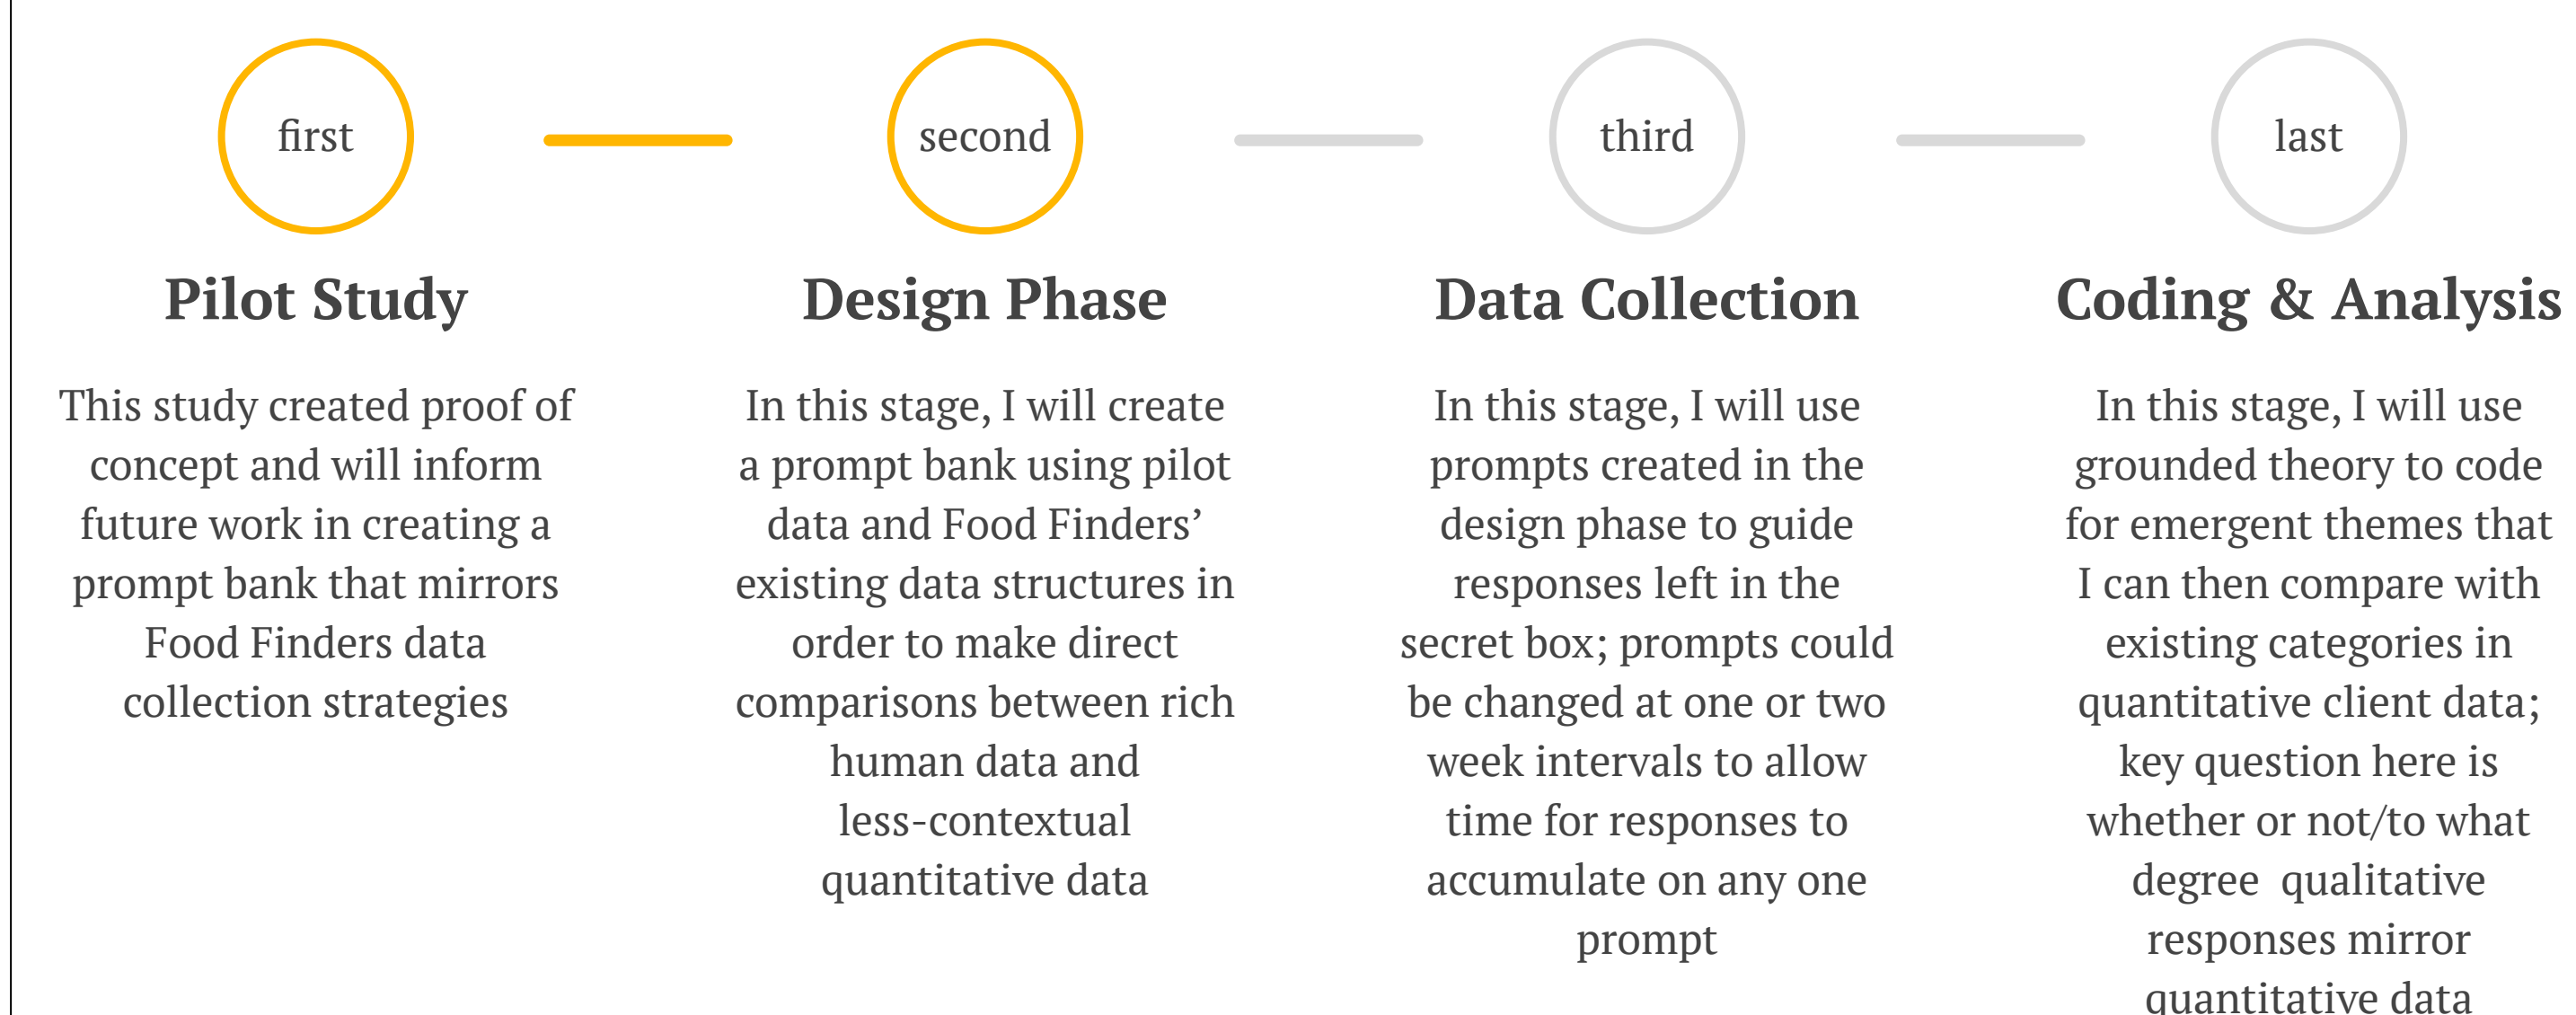 first
second
third
last
Pilot Study
This study created proof of
concept and will inform
future work in creating a
prompt bank that mirrors
Food Finders data
collection strategies
Design Phase
In this stage, I will create
a prompt bank using pilot
data and Food Finders’
existing data structures in
order to make direct
comparisons between rich
human data and
less-contextual
quantitative data
Data Collection
In this stage, I will use
prompts created in the
design phase to guide
responses left in the
secret box; prompts could
be changed at one or two
week intervals to allow
time for responses to
accumulate on any one
prompt
Coding & Analysis
In this stage, I will use
grounded theory to code
for emergent themes that
I can then compare with
existing categories in
quantitative client data;
key question here is
whether or not/to what
degree  qualitative
responses mirror
quantitative data